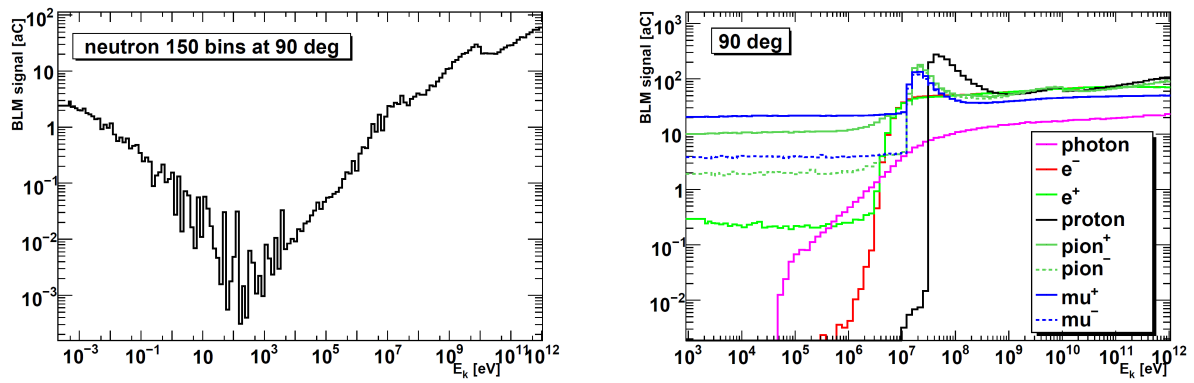 BLM signal [aC]
neutron 150 bins at 90 deg
10²
10
1
10⁻¹
10⁻²
10⁻³
10⁻³
10⁻¹
10
10³
10⁵
10⁷
10⁹
10¹¹
10¹²
Eₖ [eV]
BLM signal [aC]
90 deg
10³
10²
10
1
10⁻¹
10⁻²
photon
e⁻
e⁺
proton
pion⁺
pion⁻
mu⁺
mu⁻
10³
10⁴
10⁵
10⁶
10⁷
10⁸
10⁹
10¹⁰
10¹¹
10¹²
Eₖ [eV]